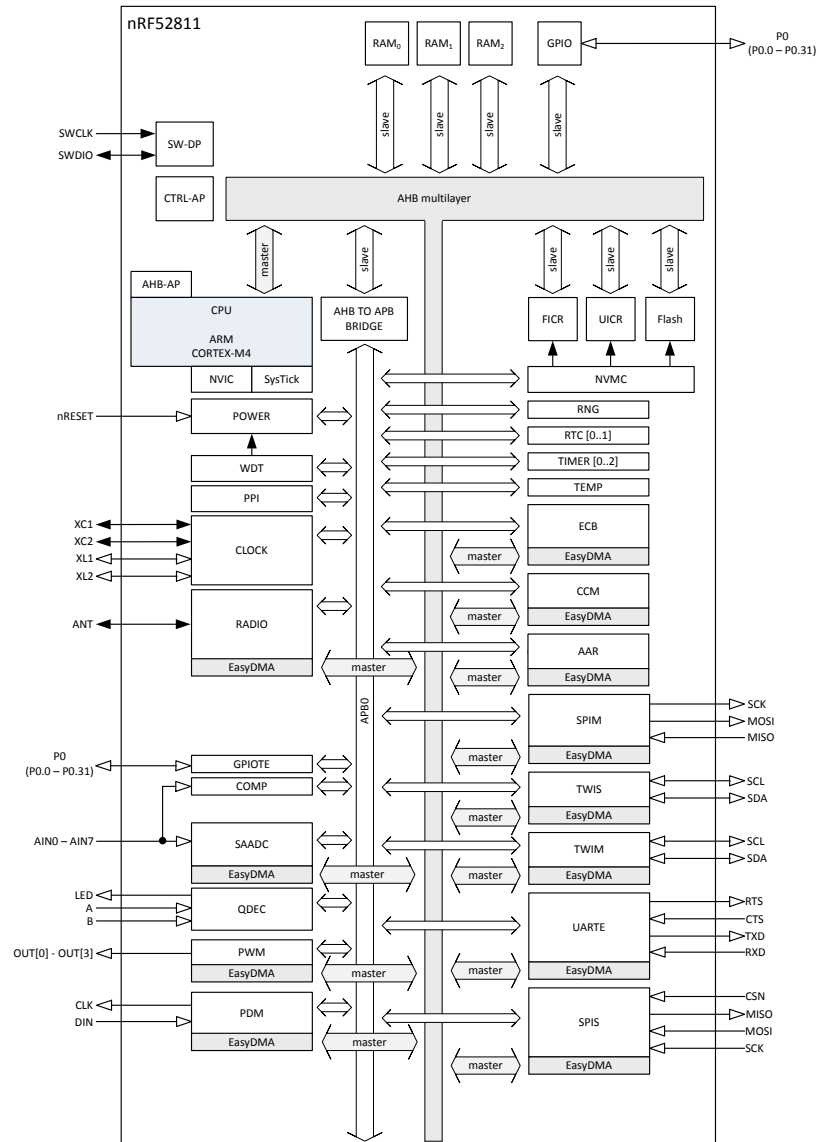 nRF52811
RAM0
RAM1
RAM2
GPIO
P0
(P0.0 – P0.31)
slave
slave
slave
slave
SWCLK
SWDIO
SW-DP
CTRL-AP
AHB multilayer
master
slave
slave
slave
slave
AHB-AP
CPU
ARM
CORTEX-M4
AHB TO APB
BRIDGE
FICR
UICR
Flash
NVIC
SysTick
NVMC
nRESET
POWER
RNG
RTC [0..1]
WDT
TIMER [0..2]
PPI
TEMP
XC1
XC2
XL1
XL2
CLOCK
ECB
master
EasyDMA
ANT
RADIO
CCM
master
EasyDMA
EasyDMA
master
AAR
master
EasyDMA
APB0
SPIM
SCK
MOSI
MISO
master
EasyDMA
P0
(P0.0 – P0.31)
GPIOTE
COMP
TWIS
SCL
SDA
master
EasyDMA
AIN0 – AIN7
SAADC
EasyDMA
master
TWIM
SCL
SDA
master
EasyDMA
LED
A
B
QDEC
UARTE
RTS
CTS
TXD
RXD
OUT[0] - OUT[3]
PWM
EasyDMA
master
master
EasyDMA
CLK
DIN
PDM
EasyDMA
master
SPIS
CSN
MISO
MOSI
SCK
master
EasyDMA